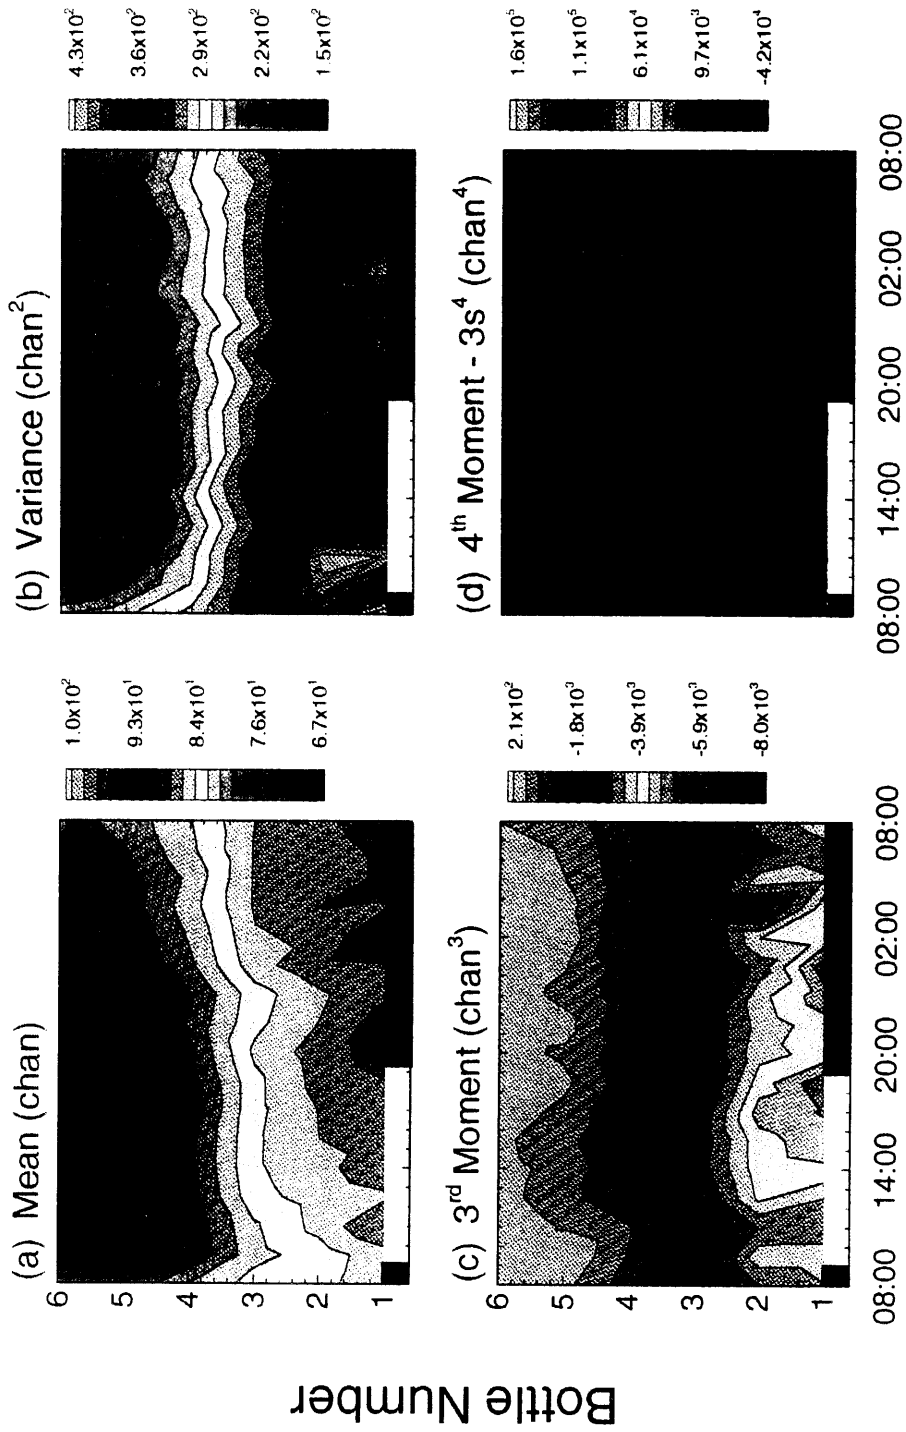 (a) Mean (chan)
1.0x10²
9.3x10¹
8.4x10¹
7.6x10¹
6.7x10¹
6
5
4
3
2
1
(b) Variance (chan²)
4.3x10²
3.6x10²
2.9x10²
2.2x10²
1.5x10²
Bottle Number
(c) 3rd Moment (chan³)
2.1x10²
-1.8x10³
-3.9x10³
-5.9x10³
-8.0x10³
6
5
4
3
2
1
08:00 14:00 20:00 02:00 08:00
(d) 4th Moment - 3s⁴ (chan⁴)
1.6x10⁵
1.1x10⁵
6.1x10⁴
9.7x10³
-4.2x10⁴
08:00 14:00 20:00 02:00 08:00